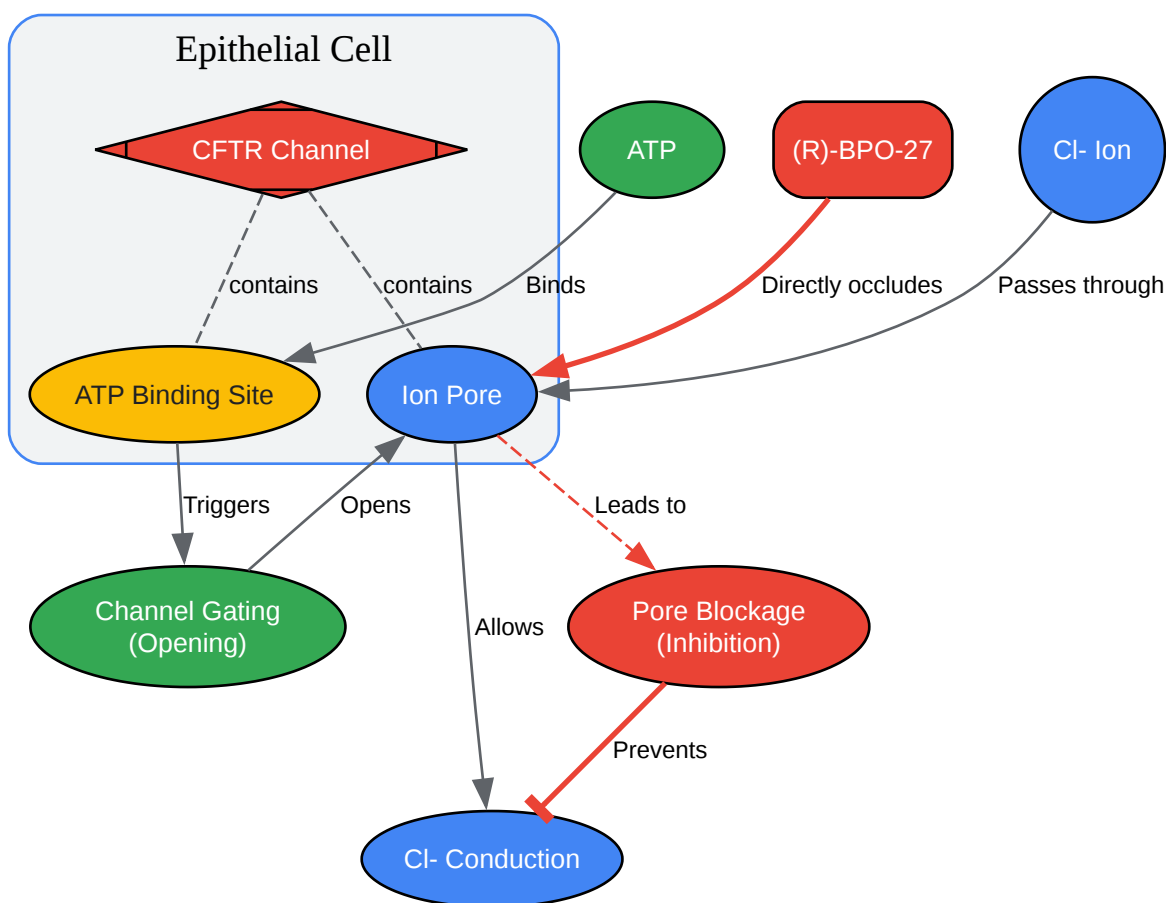 Epithelial Cell
CFTR Channel
ATP
(R)-BPO-27
Cl- Ion
contains
contains
Binds
Directly occludes
Passes through
ATP Binding Site
Ion Pore
Triggers
Opens
Leads to
Channel Gating
(Opening)
Allows
Pore Blockage
(Inhibition)
Prevents
Cl- Conduction